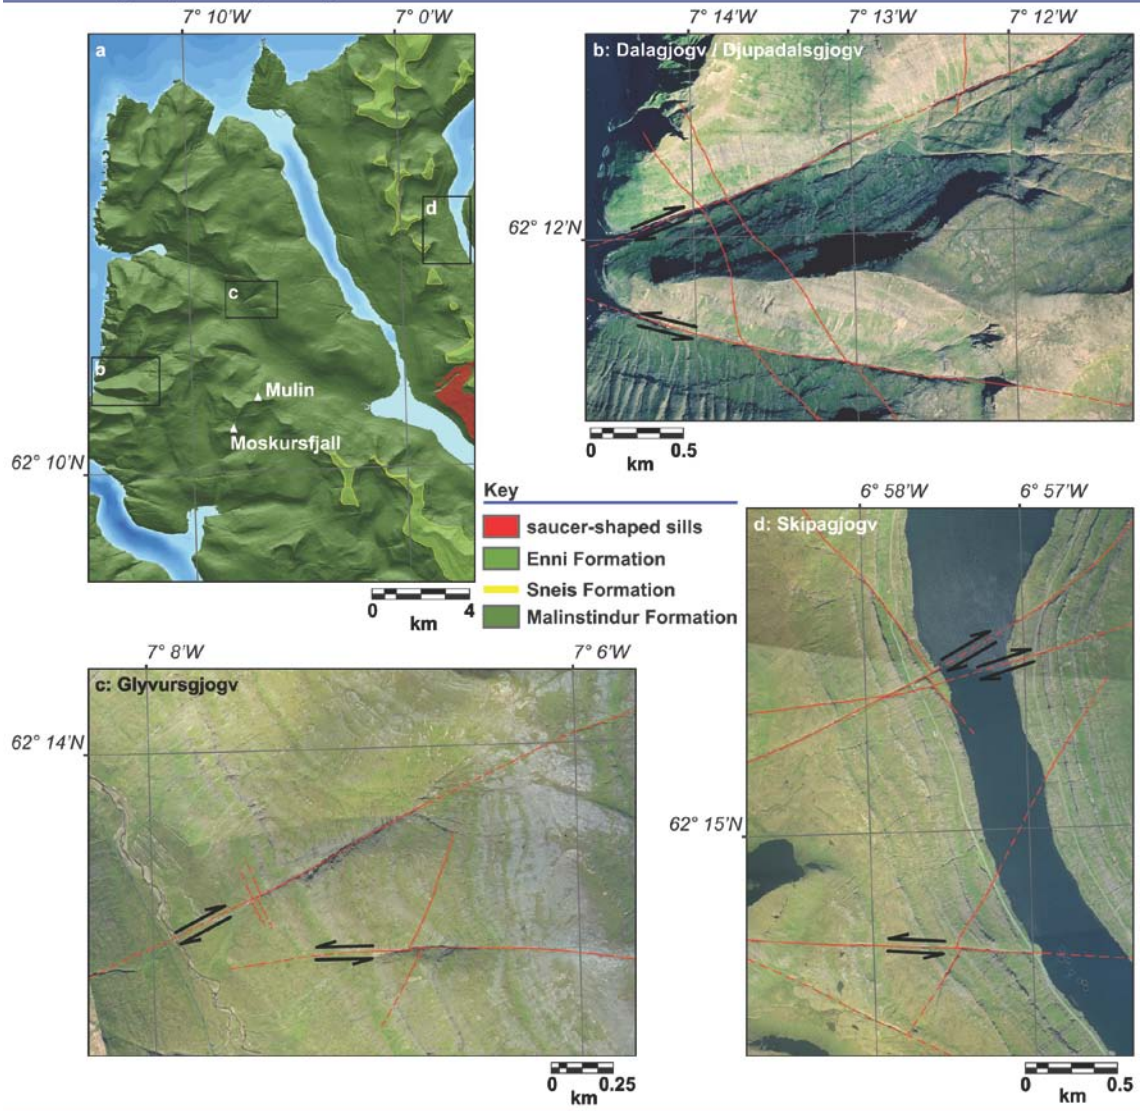 7° 10'W 7° 0'W
a
d
c
b
Mulin
Moskursfjall
62° 10'N
0 4
km
7° 14'W 7° 13'W 7° 12'W
b: Dalagjogv / Djupadalsgjogv
62° 12'N
0 0.5
km
Key
saucer-shaped sills
Enni Formation
Sneis Formation
Malinstindur Formation
7° 8'W 7° 6'W
c: Glyvursgjogv
62° 14'N
0 0.25
km
6° 58'W 6° 57'W
d: Skipagjogv
62° 15'N
0 0.5
km